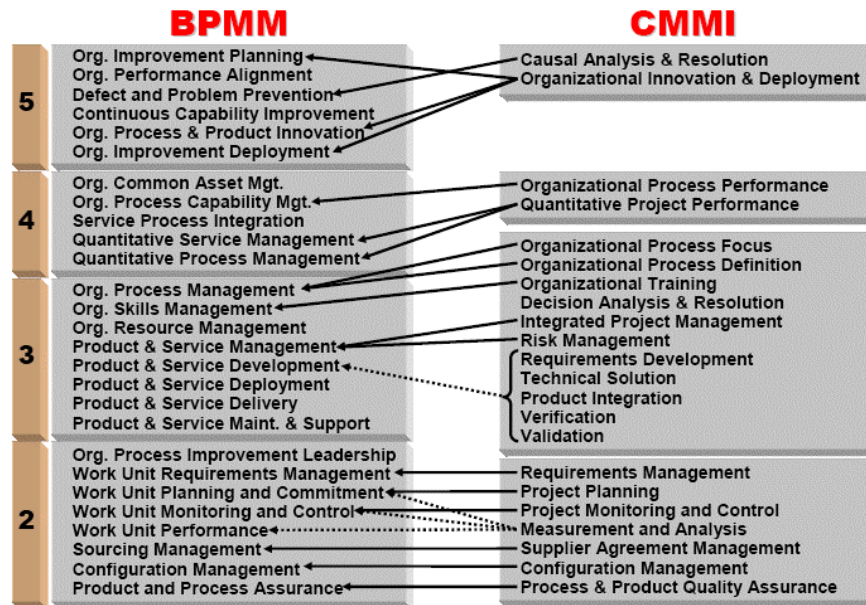 BPMM
CMMI
5
Org. Improvement Planning
Org. Performance Alignment
Defect and Problem Prevention
Continuous Capability Improvement
Org. Process & Product Innovation
Org. Improvement Deployment
Causal Analysis & Resolution
Organizational Innovation & Deployment
4
Org. Common Asset Mgt.
Org. Process Capability Mgt.
Service Process Integration
Quantitative Service Management
Quantitative Process Management
Organizational Process Performance
Quantitative Project Performance
3
Org. Process Management
Org. Skills Management
Org. Resource Management
Product & Service Management
Product & Service Development
Product & Service Deployment
Product & Service Delivery
Product & Service Maint. & Support
Organizational Process Focus
Organizational Process Definition
Organizational Training
Decision Analysis & Resolution
Integrated Project Management
Risk Management
Requirements Development
Technical Solution
Product Integration
Verification
Validation
2
Org. Process Improvement Leadership
Work Unit Requirements Management
Work Unit Planning and Commitment
Work Unit Monitoring and Control
Work Unit Performance
Sourcing Management
Configuration Management
Product and Process Assurance
Requirements Management
Project Planning
Project Monitoring and Control
Measurement and Analysis
Supplier Agreement Management
Configuration Management
Process & Product Quality Assurance